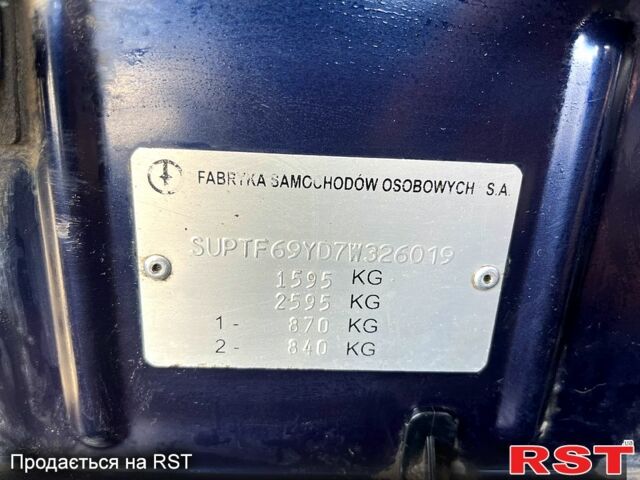 FABRYKA SAMOCHODÓW OSOBOWYCH S.A.
SUPTF69YD7W326019
1595 KG
2595 KG
1- 870 KG
2- 840 KG
Продається на RST
RST